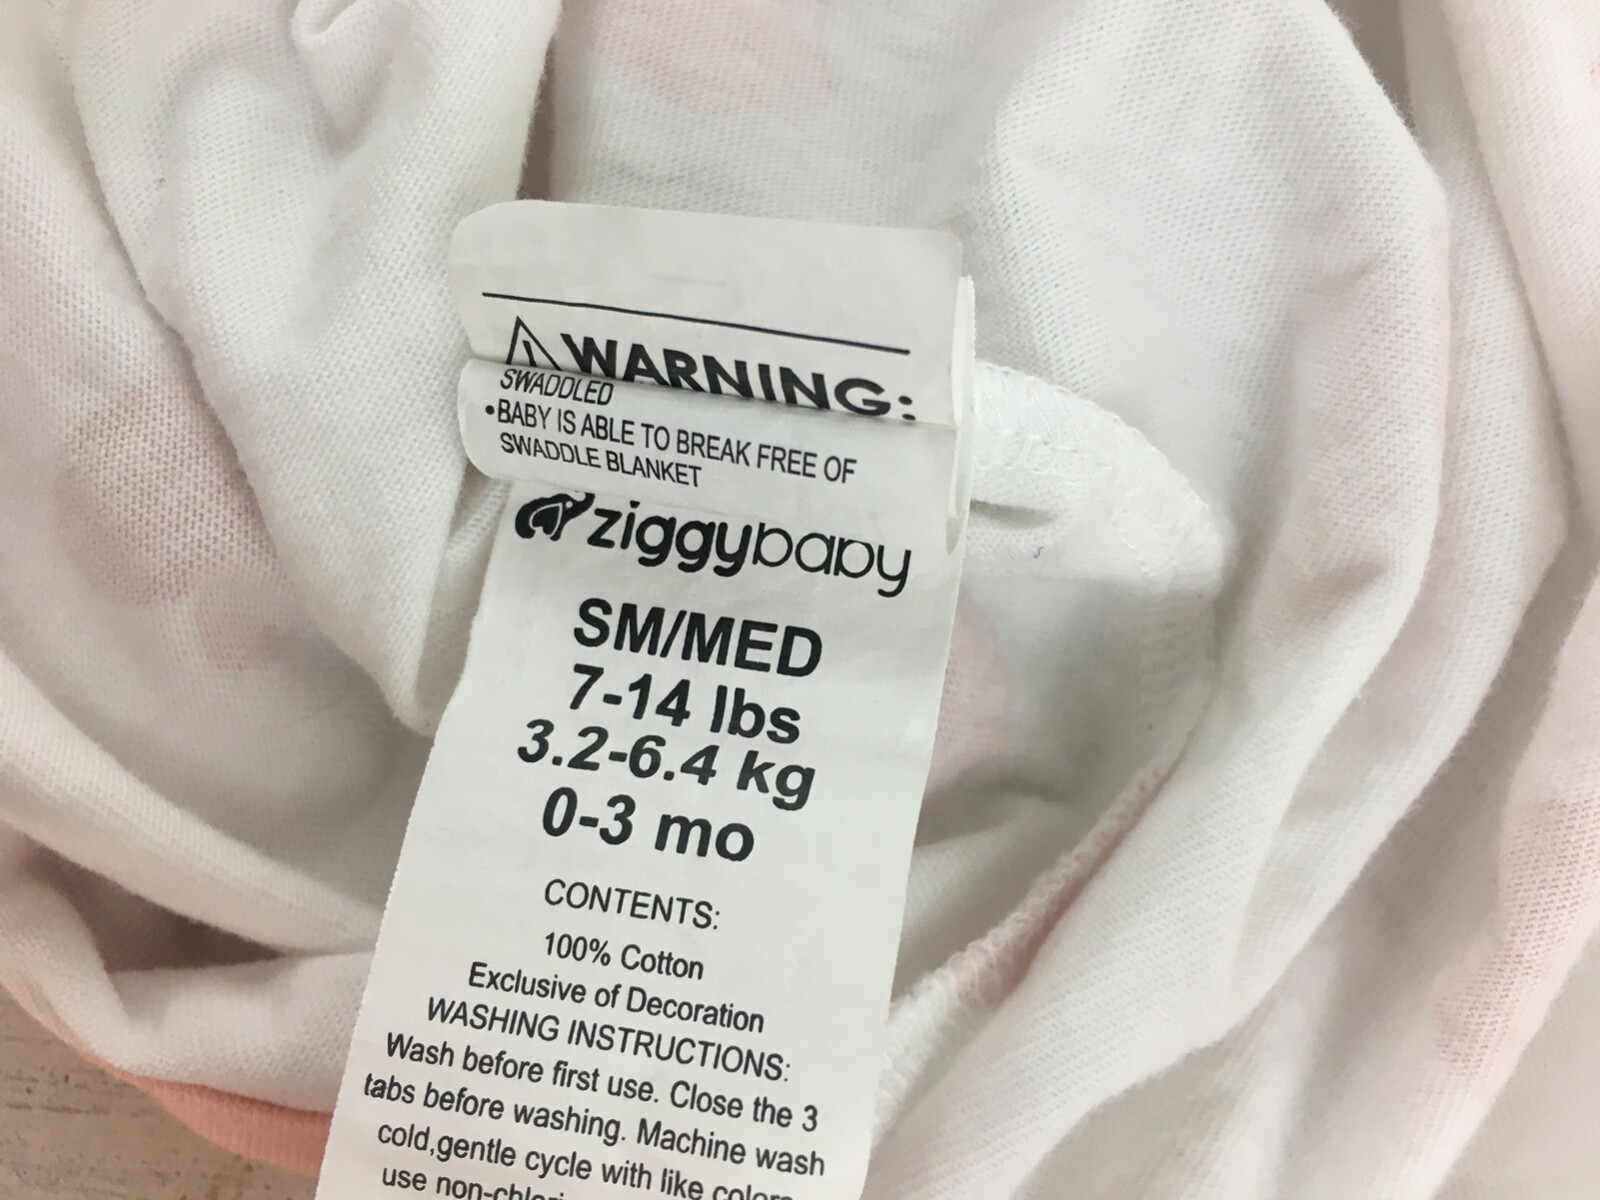 WARNING:
SWADDLED
•BABY IS ABLE TO BREAK FREE OF
SWADDLE BLANKET
ziggybaby
SM/MED
7-14 lbs
3.2-6.4 kg
0-3 mo
CONTENTS:
100% Cotton
Exclusive of Decoration
WASHING INSTRUCTIONS:
Wash before first use. Close the 3
tabs before washing. Machine wash
cold,gentle cycle with like colors
use